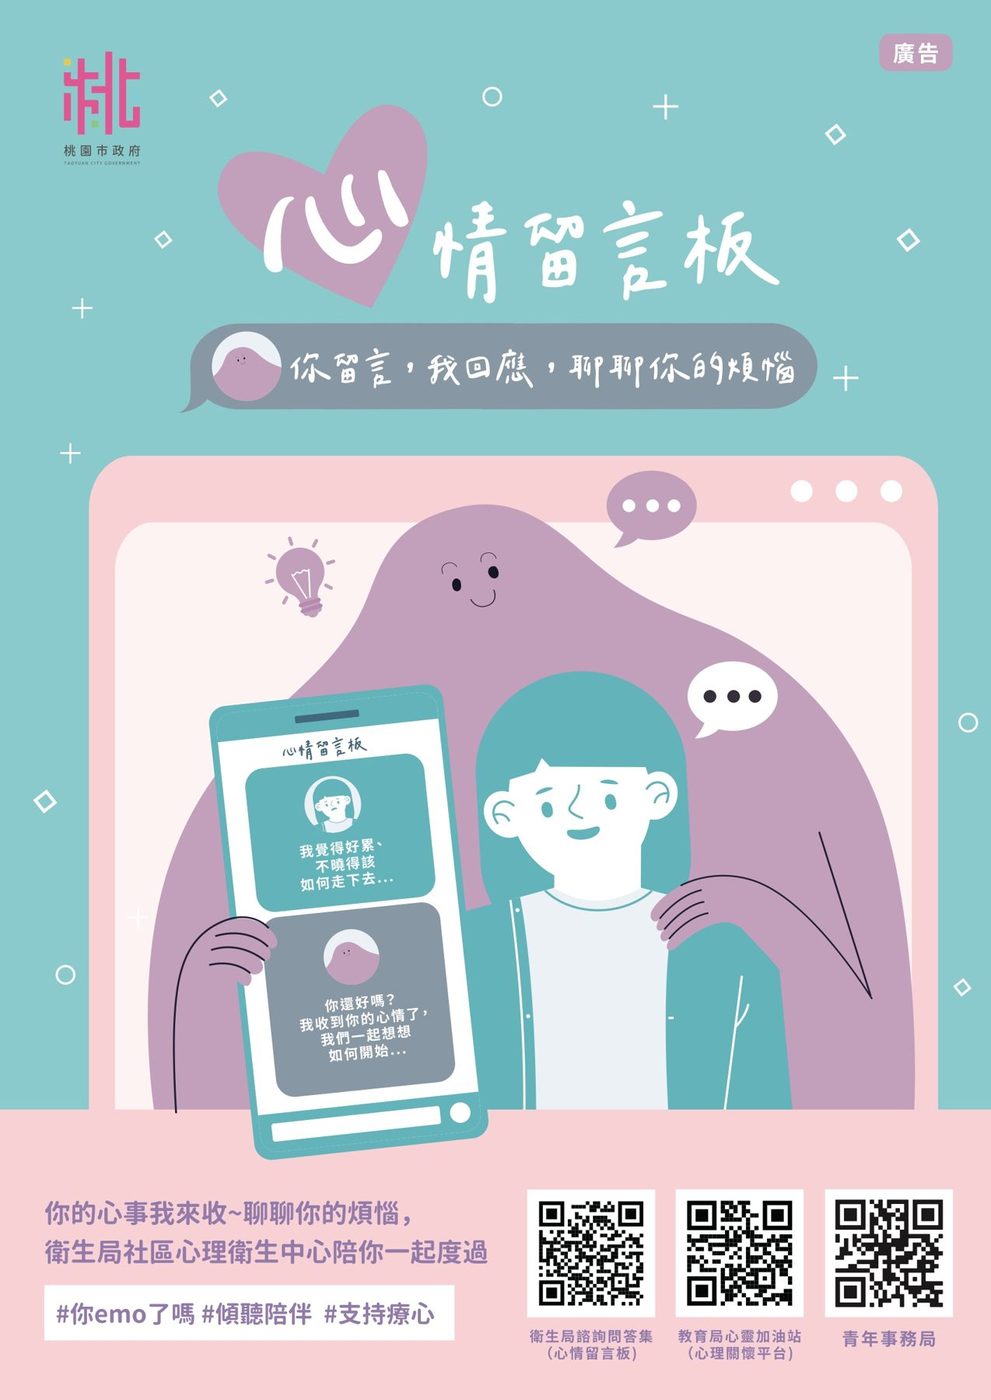 廣告
桃園市政府
TAOYUAN CITY GOVERNMENT
心情留言板
你留言，我回應，聊聊你的煩惱
心情留言板
我覺得好累、
不曉得該
如何走下去...
你還好嗎？
我收到你的心情了，
我們一起想想
如何開始...
你的心事我來收~聊聊你的煩惱，
衛生局社區心理衛生中心陪你一起度過
#你emo了嗎 #傾聽陪伴 #支持療心
衛生局諮詢問答集
（心情留言板）
教育局心靈加油站
（心理關懷平台）
青年事務局